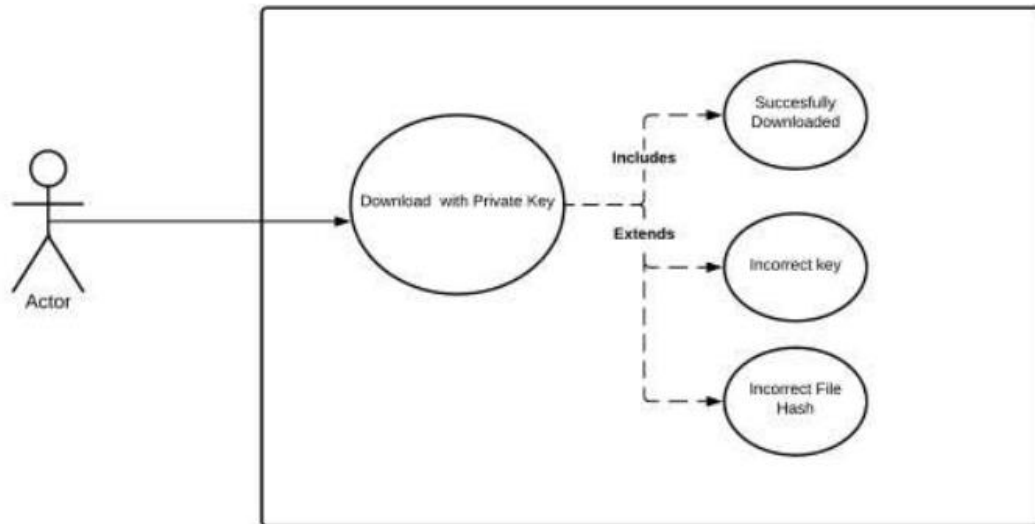 Succesfully
Downloaded
Includes
Download with Private Key
Extends
Incorrect key
Actor
Incorrect File
Hash